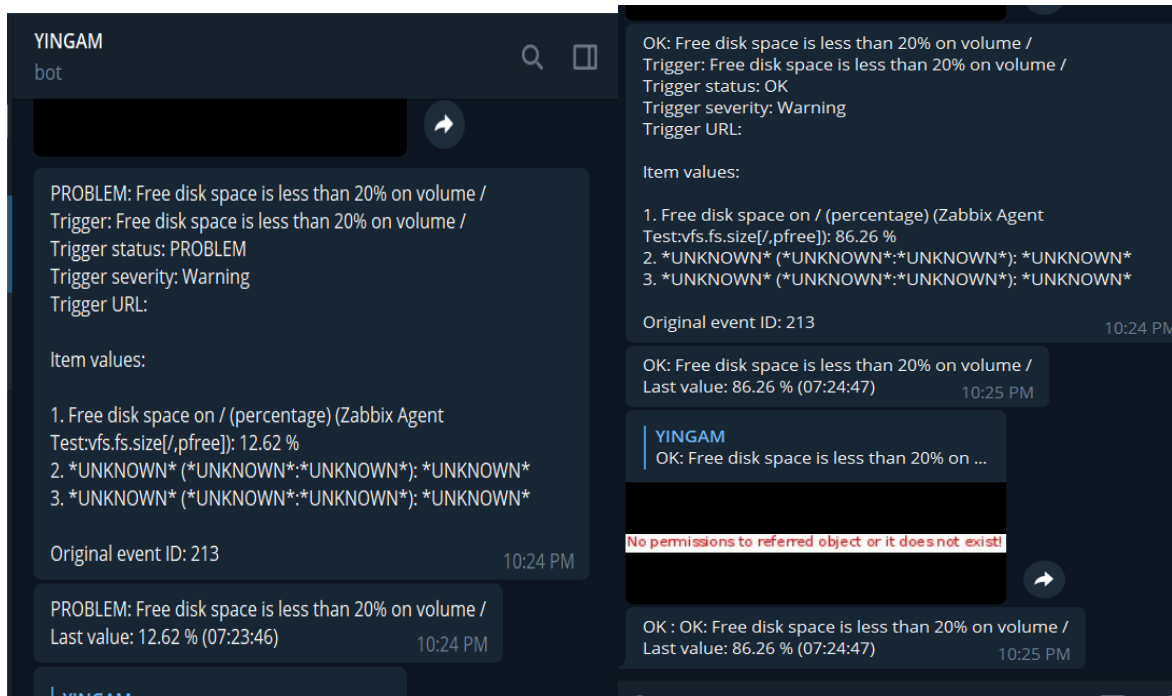 YINGAM
bot
PROBLEM: Free disk space is less than 20% on volume /
Trigger: Free disk space is less than 20% on volume /
Trigger status: PROBLEM
Trigger severity: Warning
Trigger URL:
Item values:
1. Free disk space on / (percentage) (Zabbix Agent
Test:vfs.fs.size[/,pfree]): 12.62 %
2. *UNKNOWN* (*UNKNOWN*:*UNKNOWN*): *UNKNOWN*
3. *UNKNOWN* (*UNKNOWN*:*UNKNOWN*): *UNKNOWN*
Original event ID: 213
10:24 PM
PROBLEM: Free disk space is less than 20% on volume /
Last value: 12.62 % (07:23:46)
10:24 PM
OK: Free disk space is less than 20% on volume /
Trigger: Free disk space is less than 20% on volume /
Trigger status: OK
Trigger severity: Warning
Trigger URL:
Item values:
1. Free disk space on / (percentage) (Zabbix Agent
Test:vfs.fs.size[/,pfree]): 86.26 %
2. *UNKNOWN* (*UNKNOWN*:*UNKNOWN*): *UNKNOWN*
3. *UNKNOWN* (*UNKNOWN*:*UNKNOWN*): *UNKNOWN*
Original event ID: 213
10:24 PM
OK: Free disk space is less than 20% on volume /
Last value: 86.26 % (07:24:47)
10:25 PM
YINGAM
OK: Free disk space is less than 20% on ...
No permissions to referred object or it does not exist!
OK : OK: Free disk space is less than 20% on volume /
Last value: 86.26 % (07:24:47)
10:25 PM